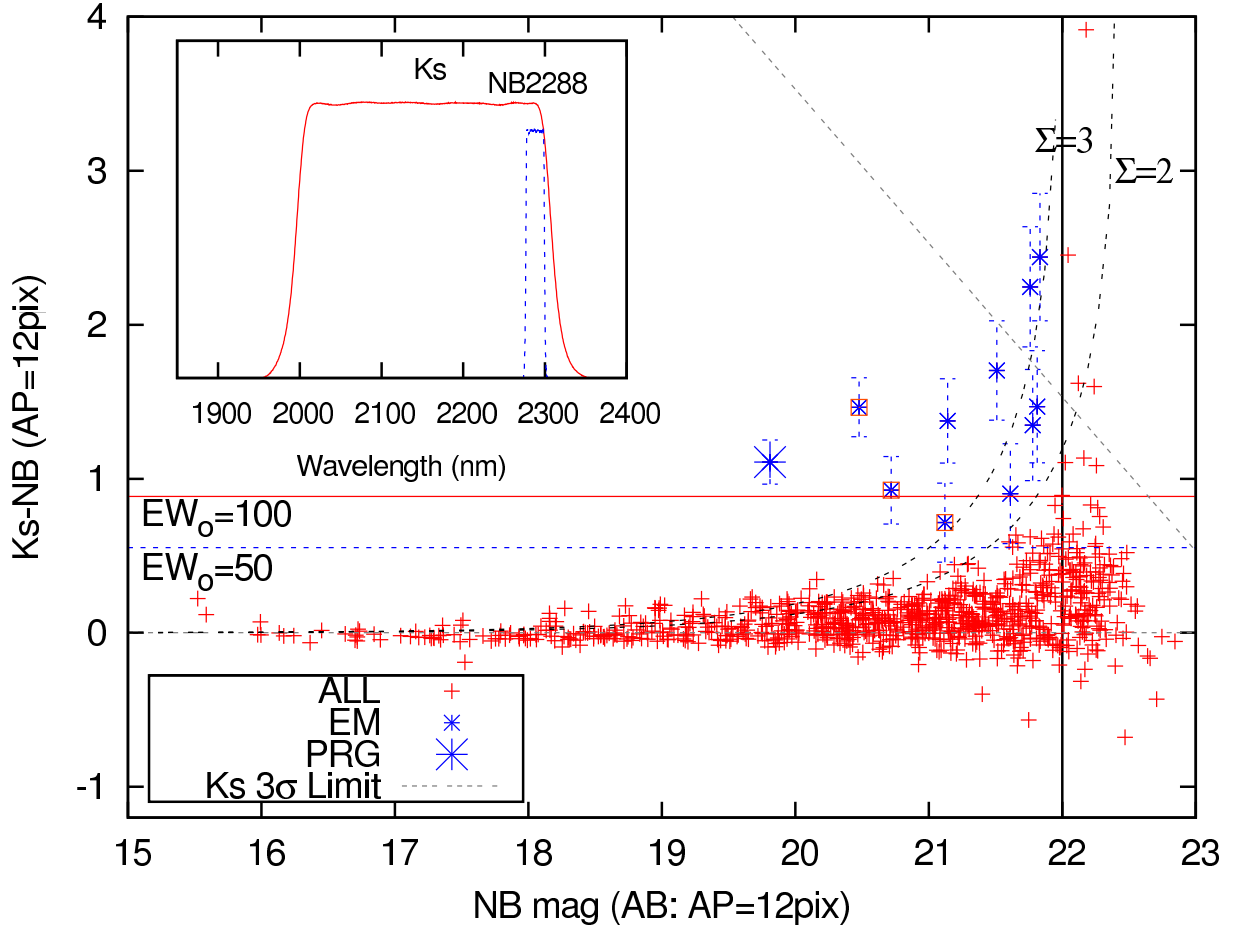 4
3
2
1
0
-1
Ks-NB (AP=12pix)
Ks
NB2288
1900 2000 2100 2200 2300 2400
Wavelength (nm)
Σ=3
Σ=2
EWo=100
EWo=50
ALL
EM
PRG
Ks 3σ Limit
15 16 17 18 19 20 21 22 23
NB mag (AB: AP=12pix)